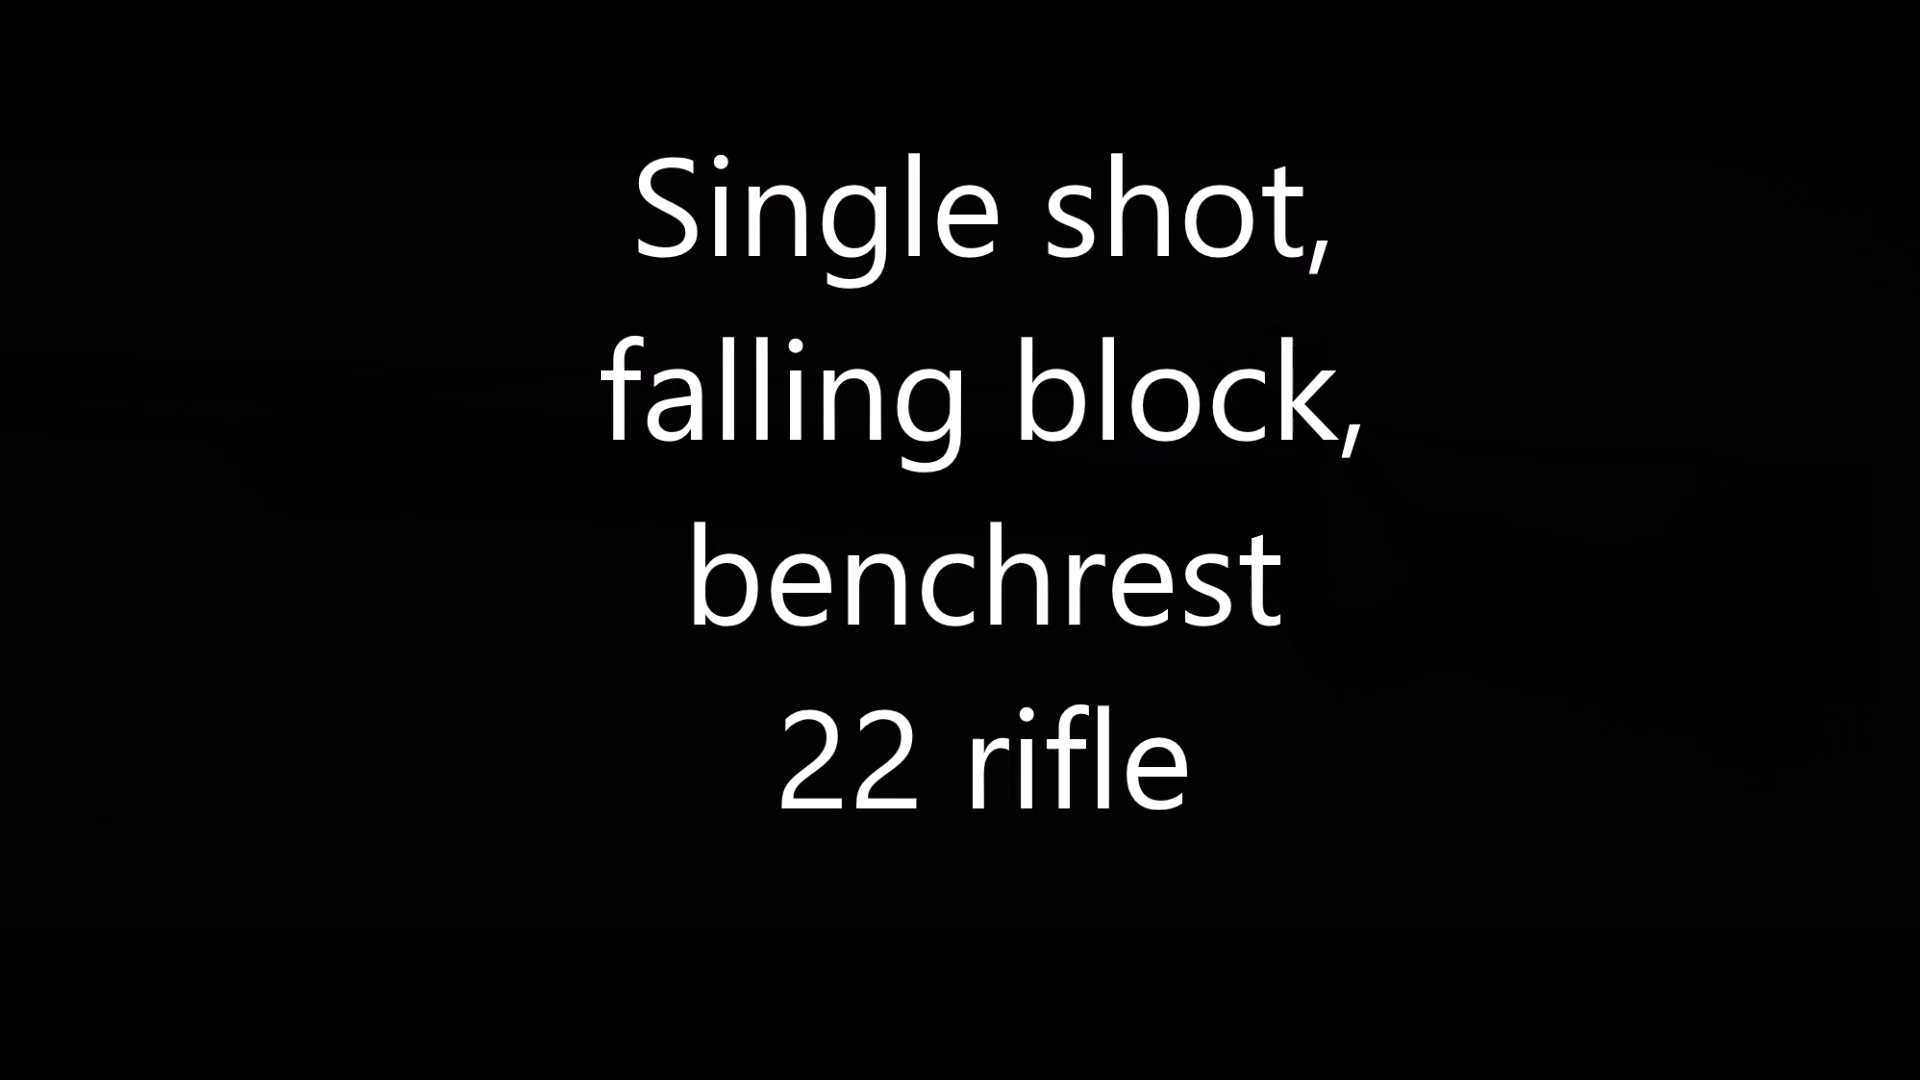 Single shot,
falling block,
benchrest
22 rifle